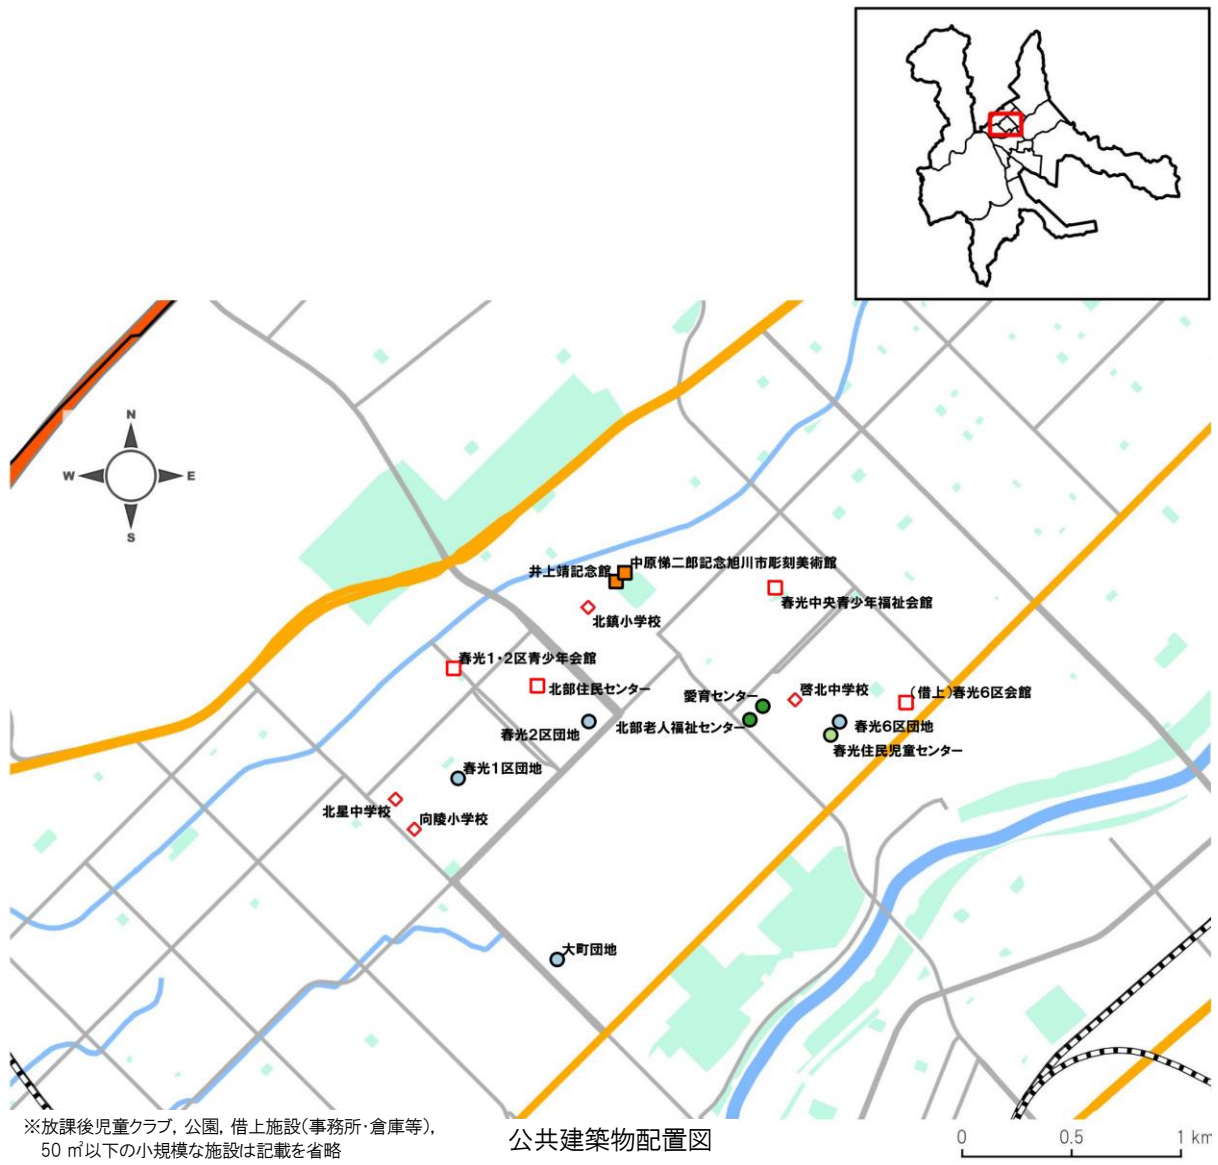 N
W
E
S
中原悌二郎記念旭川市彫刻美術館
井上靖記念館
春光中央青少年福祉会館
北鎮小学校
春光1・2区青少年会館
北部住民センター
愛育センター
啓北中学校
(借上)春光6区会館
北部老人福祉センター
春光2区団地
春光6区団地
春光住民児童センター
春光1区団地
北星中学校
向陵小学校
大町団地
※放課後児童クラブ, 公園, 借上施設(事務所・倉庫等),
50 ㎡以下の小規模な施設は記載を省略
公共建築物配置図
0 0.5 1 km